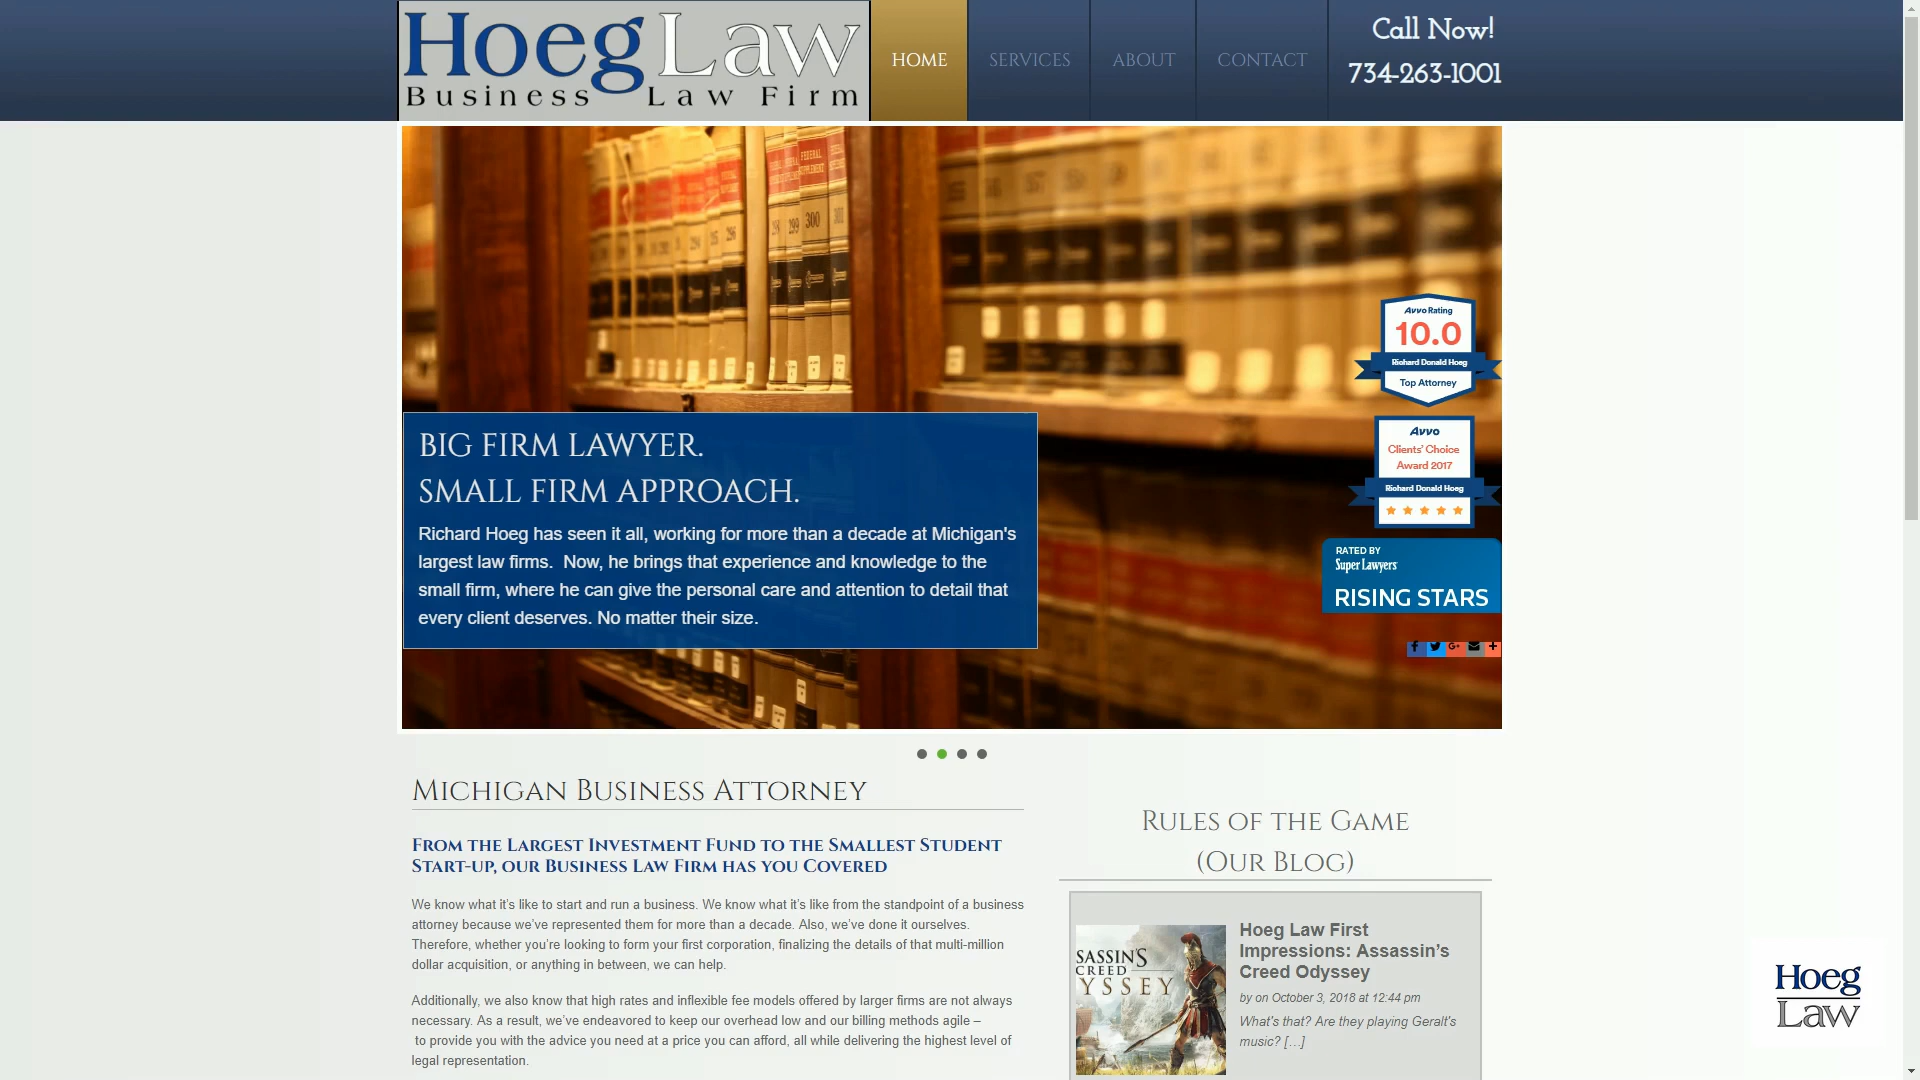 Hoeg Law
Business Law Firm
HOME
SERVICES
ABOUT
CONTACT
Call Now!
734-263-1001
FEDERAL
SUPPLEMENT
299
300
301
296
Avvo Rating
10.0
Richard Donald Hoeg
Top Attorney
Avvo
Clients' Choice
Award 2017
Richard Donald Hoeg
RATED BY
Super Lawyers
RISING STARS
BIG FIRM LAWYER.
SMALL FIRM APPROACH.
Richard Hoeg has seen it all, working for more than a decade at Michigan's
largest law firms. Now, he brings that experience and knowledge to the
small firm, where he can give the personal care and attention to detail that
every client deserves. No matter their size.
Michigan Business Attorney
From the Largest Investment Fund to the Smallest Student
Start-up, our Business Law Firm has you Covered
We know what it's like to start and run a business. We know what it's like from the standpoint of a business
attorney because we've represented them for more than a decade. Also, we've done it ourselves.
Therefore, whether you're looking to form your first corporation, finalizing the details of that multi-million
dollar acquisition, or anything in between, we can help.
Additionally, we also know that high rates and inflexible fee models offered by larger firms are not always
necessary. As a result, we've endeavored to keep our overhead low and our billing methods agile –
to provide you with the advice you need at a price you can afford, all while delivering the highest level of
legal representation.
Rules of the Game
(Our Blog)
SASSIN'S
CREED
YSSEY
Hoeg Law First
Impressions: Assassin's
Creed Odyssey
by on October 3, 2018 at 12:44 pm
What's that? Are they playing Geralt's
music? […]
Hoeg
Law